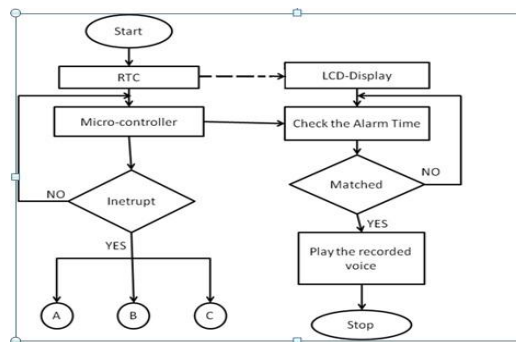 Start
RTC
LCD-Display
Micro-controller
Check the Alarm Time
NO
Inetrupt
Matched
NO
YES
YES
Play the recorded
voice
A
B
C
Stop